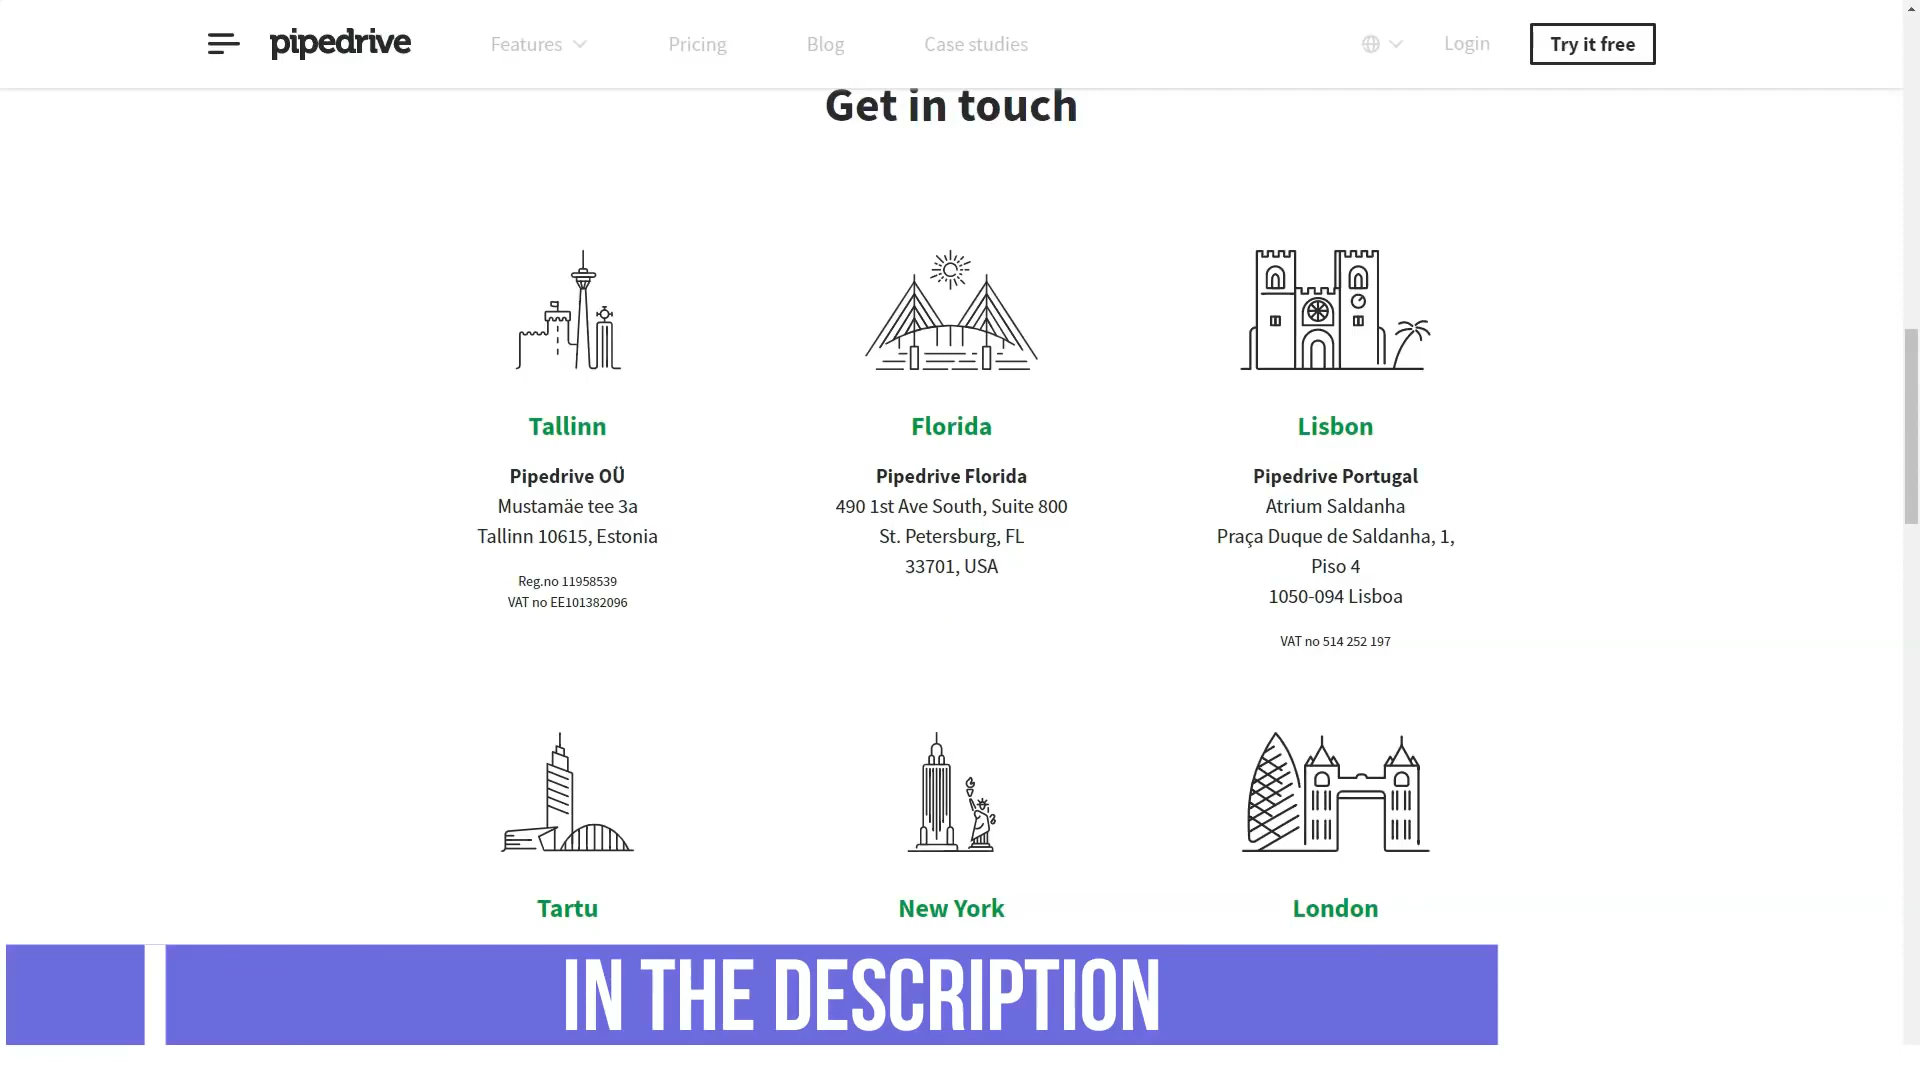 pipedrive
Features
Pricing
Blog
Case studies
Login
Try it free
Get in touch
Tallinn
Pipedrive OÜ
Mustamäe tee 3a
Tallinn 10615, Estonia
Reg.no 11958539
VAT no EE101382096
Florida
Pipedrive Florida
490 1st Ave South, Suite 800
St. Petersburg, FL
33701, USA
Lisbon
Pipedrive Portugal
Atrium Saldanha
Praça Duque de Saldanha, 1,
Piso 4
1050-094 Lisboa
VAT no 514 252 197
Tartu
New York
London
IN THE DESCRIPTION